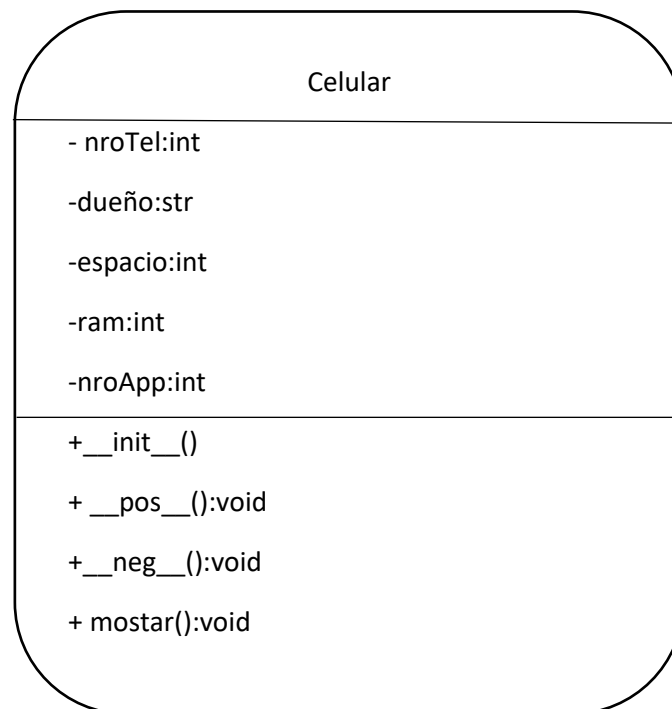 Celular
- nroTel:int
-dueño:str
-espacio:int
-ram:int
-nroApp:int
+__init__()
+ __pos__():void
+__neg__():void
+ mostar():void